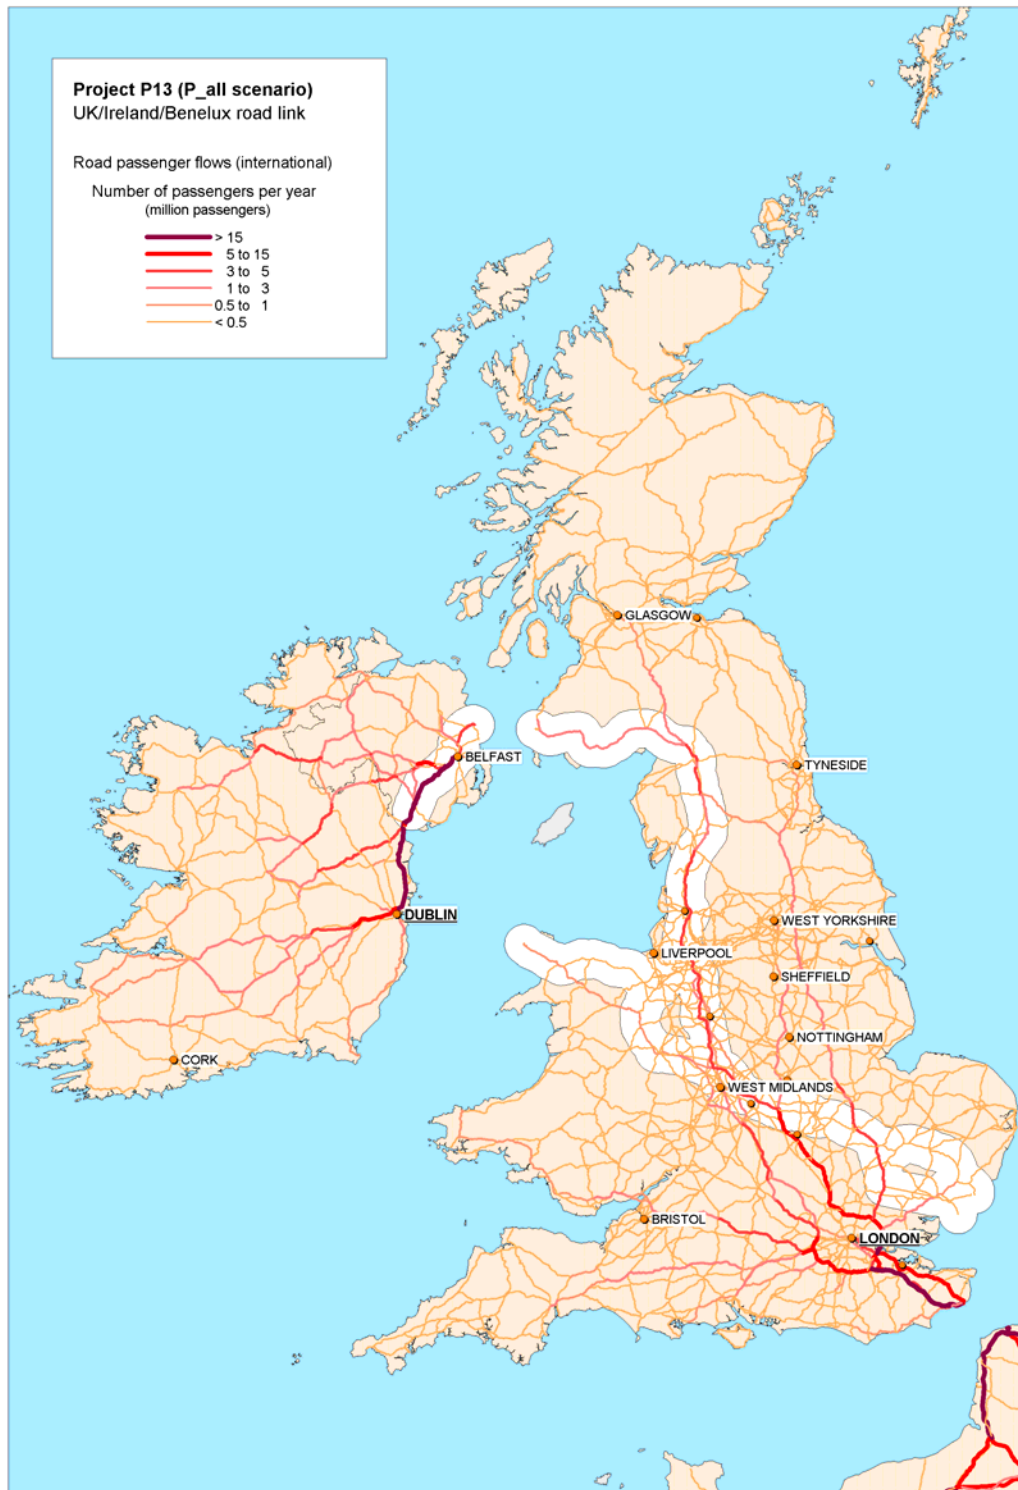 Project P13 (P_all scenario)
UK/Ireland/Benelux road link
Road passenger flows (international)
Number of passengers per year
(million passengers)
> 15
5 to 15
3 to 5
1 to 3
0.5 to 1
< 0.5
GLASGOW
BELFAST
TYNESIDE
DUBLIN
WEST YORKSHIRE
LIVERPOOL
SHEFFIELD
NOTTINGHAM
CORK
WEST MIDLANDS
BRISTOL
LONDON